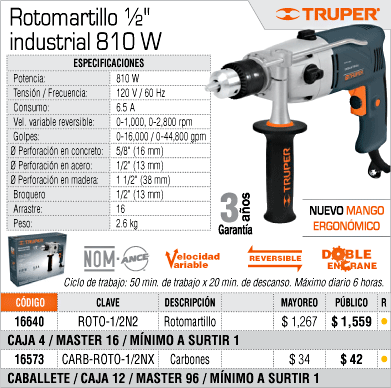 Rotomartillo ½"
industrial 810 W
TRUPER
ESPECIFICACIONES
Potencia: 810 W
Tensión / Frecuencia: 120 V / 60 Hz
Consumo: 6.5 A
Vel. variable reversible: 0-1,000, 0-2,800 rpm
Golpes: 0-16,000 / 0-44,800 gpm
Ø Perforación en concreto: 5/8" (16 mm)
Ø Perforación en acero: 1/2" (13 mm)
Ø Perforación en madera: 1 1/2" (38 mm)
Broquero 1/2" (13 mm)
Arrastre: 16
Peso: 2.6 kg
TRUPER
3 años
Garantía
NUEVO MANGO
ERGONÓMICO
TRUPER
NOM-ANCE
Velocidad
Variable
REVERSIBLE
DOBLE
ENGRANE
Ciclo de trabajo: 50 min. de trabajo x 20 min. de descanso. Máximo diario 6 horas.
CÓDIGO CLAVE DESCRIPCIÓN MAYOREO PÚBLICO R
16640 ROTO-1/2N2 Rotomartillo $ 1,267 $ 1,559
CAJA 4 / MASTER 16 / MÍNIMO A SURTIR 1
16573 CARB-ROTO-1/2NX Carbones $ 34 $ 42
CABALLETE / CAJA 12 / MASTER 96 / MÍNIMO A SURTIR 1